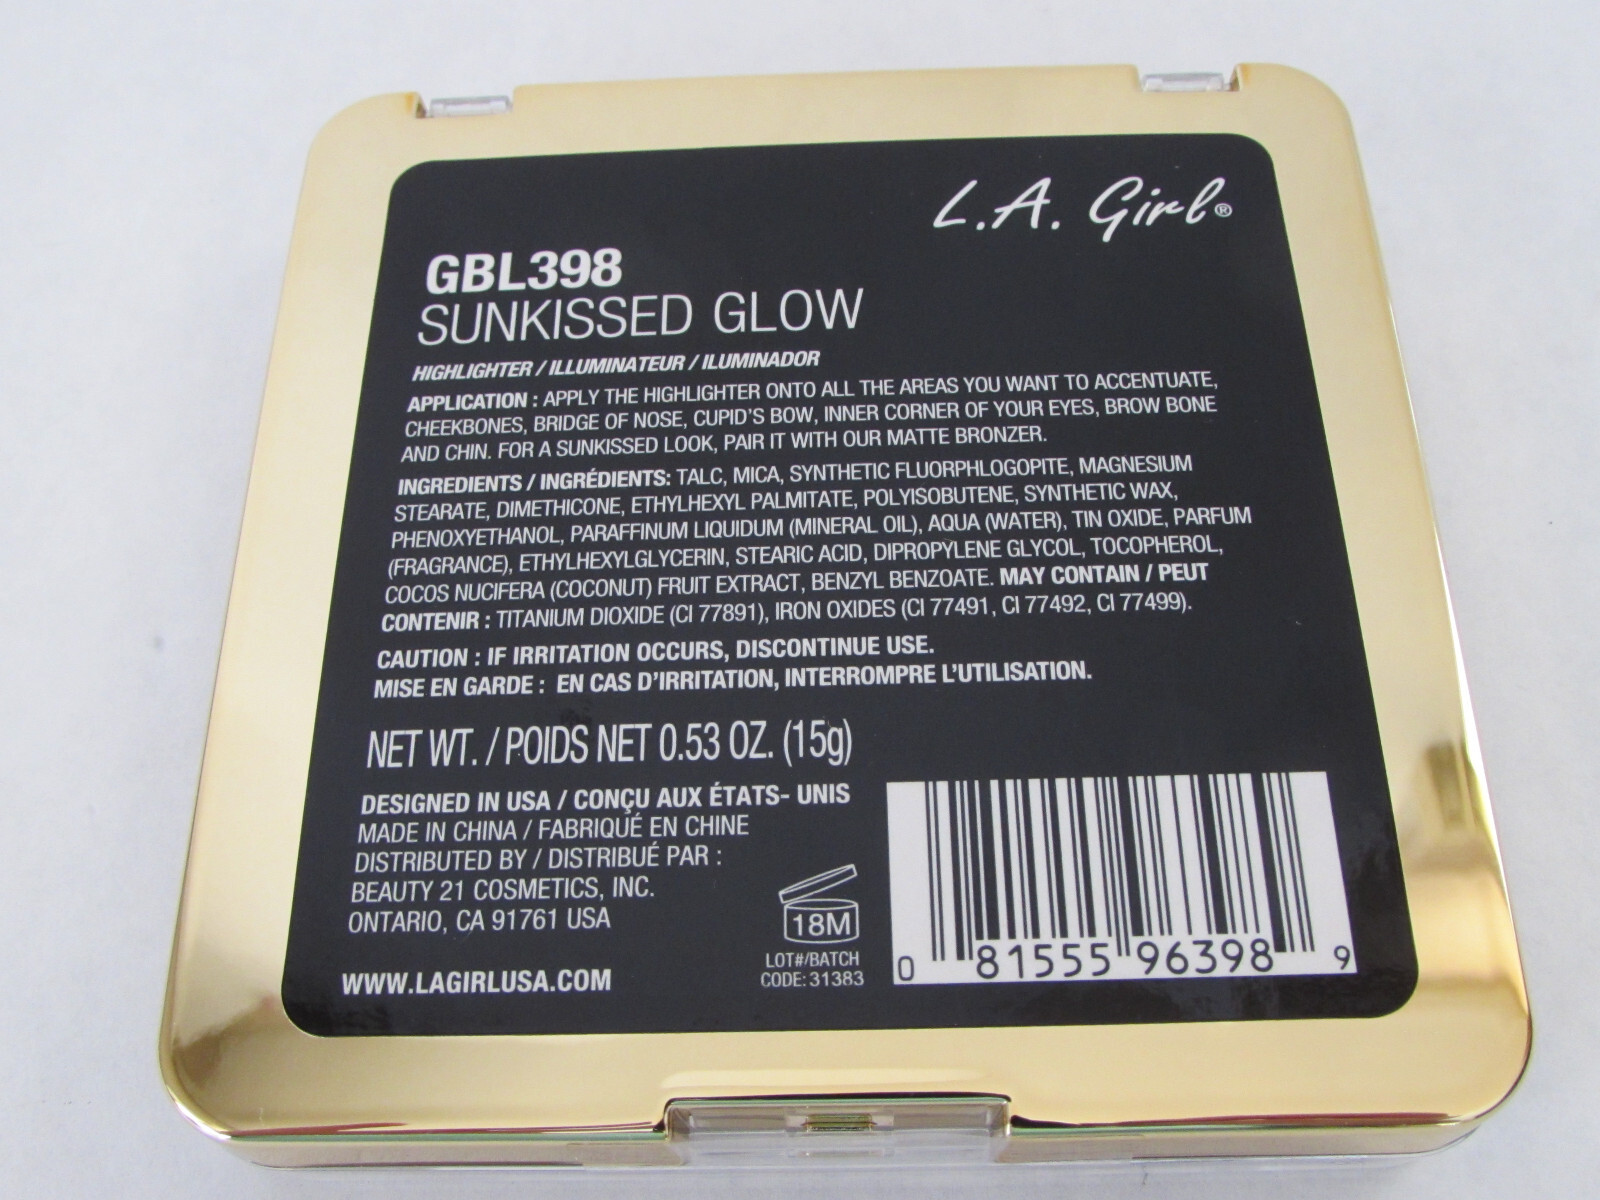 L.A. Girl®
GBL398
SUNKISSED GLOW
HIGHLIGHTER / ILLUMINATEUR / ILUMINADOR
APPLICATION : APPLY THE HIGHLIGHTER ONTO ALL THE AREAS YOU WANT TO ACCENTUATE,
CHEEKBONES, BRIDGE OF NOSE, CUPID'S BOW, INNER CORNER OF YOUR EYES, BROW BONE
AND CHIN. FOR A SUNKISSED LOOK, PAIR IT WITH OUR MATTE BRONZER.
INGREDIENTS / INGRÉDIENTS: TALC, MICA, SYNTHETIC FLUORPHLOGOPITE, MAGNESIUM
STEARATE, DIMETHICONE, ETHYLHEXYL PALMITATE, POLYISOBUTENE, SYNTHETIC WAX,
PHENOXYETHANOL, PARAFFINUM LIQUIDUM (MINERAL OIL), AQUA (WATER), TIN OXIDE, PARFUM
(FRAGRANCE), ETHYLHEXYLGLYCERIN, STEARIC ACID, DIPROPYLENE GLYCOL, TOCOPHEROL,
COCOS NUCIFERA (COCONUT) FRUIT EXTRACT, BENZYL BENZOATE. MAY CONTAIN / PEUT
CONTENIR : TITANIUM DIOXIDE (CI 77891), IRON OXIDES (CI 77491, CI 77492, CI 77499).
CAUTION : IF IRRITATION OCCURS, DISCONTINUE USE.
MISE EN GARDE : EN CAS D'IRRITATION, INTERROMPRE L'UTILISATION.
NET WT. / POIDS NET 0.53 OZ. (15g)
DESIGNED IN USA / CONÇU AUX ÉTATS- UNIS
MADE IN CHINA / FABRIQUÉ EN CHINE
DISTRIBUTED BY / DISTRIBUÉ PAR :
BEAUTY 21 COSMETICS, INC.
ONTARIO, CA 91761 USA
WWW.LAGIRLUSA.COM
18M
LOT#/BATCH
CODE: 31383
0 81555 96398 9